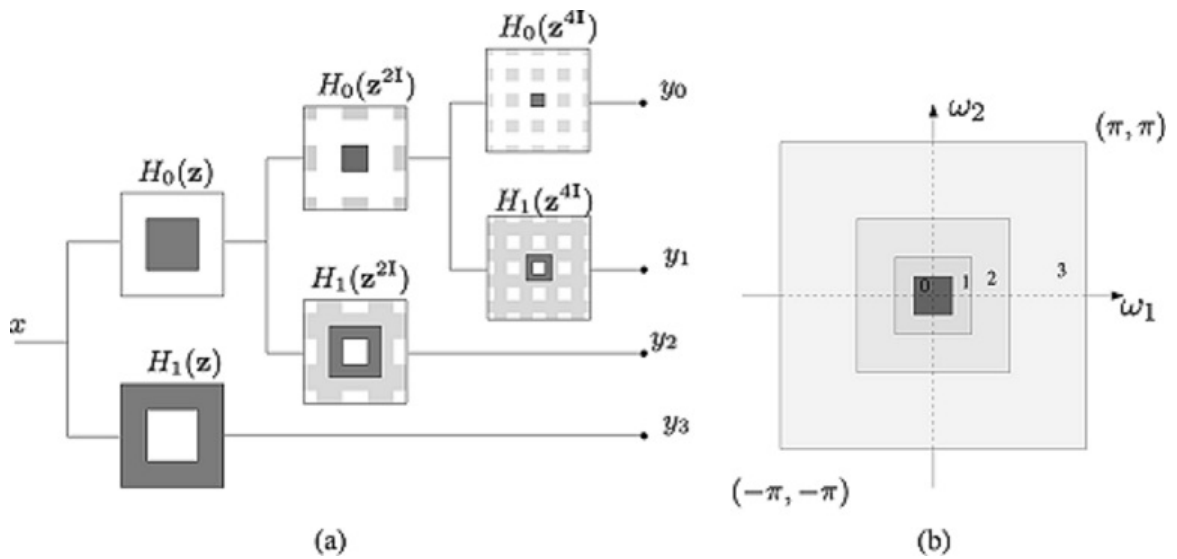 H₀(z⁴ᴵ)
H₀(z²ᴵ)
y₀
H₀(z)
H₁(z⁴ᴵ)
y₁
H₁(z²ᴵ)
x
y₂
H₁(z)
y₃
(a)
ω₂
(π, π)
0 1 2 3
ω₁
(−π, −π)
(b)